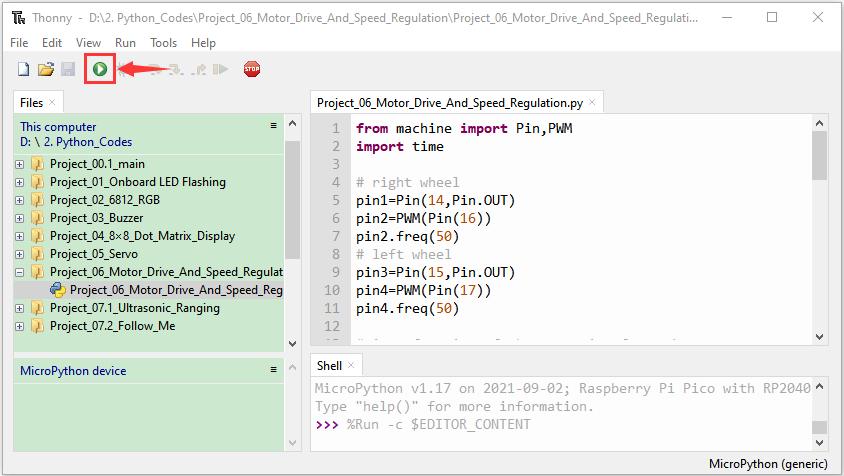 Thonny - D:\2. Python_Codes\Project_06_Motor_Drive_And_Speed_Regulation\Project_06_Motor_Drive_And_Speed_Regulati...
File Edit View Run Tools Help
STOP
Files
This computer
D: \ 2. Python_Codes
Project_00.1_main
Project_01_Onboard LED Flashing
Project_02_6812_RGB
Project_03_Buzzer
Project_04_8×8_Dot_Matrix_Display
Project_05_Servo
Project_06_Motor_Drive_And_Speed_Regulat
Project_06_Motor_Drive_And_Speed_Reg
Project_07.1_Ultrasonic_Ranging
Project_07.2_Follow_Me
MicroPython device
Project_06_Motor_Drive_And_Speed_Regulation.py
1 from machine import Pin,PWM
2 import time
3
4 # right wheel
5 pin1=Pin(14,Pin.OUT)
6 pin2=PWM(Pin(16))
7 pin2.freq(50)
8 # left wheel
9 pin3=Pin(15,Pin.OUT)
10 pin4=PWM(Pin(17))
11 pin4.freq(50)
12
Shell
MicroPython v1.17 on 2021-09-02; Raspberry Pi Pico with RP2040
Type "help()" for more information.
>>> %Run -c $EDITOR_CONTENT
MicroPython (generic)